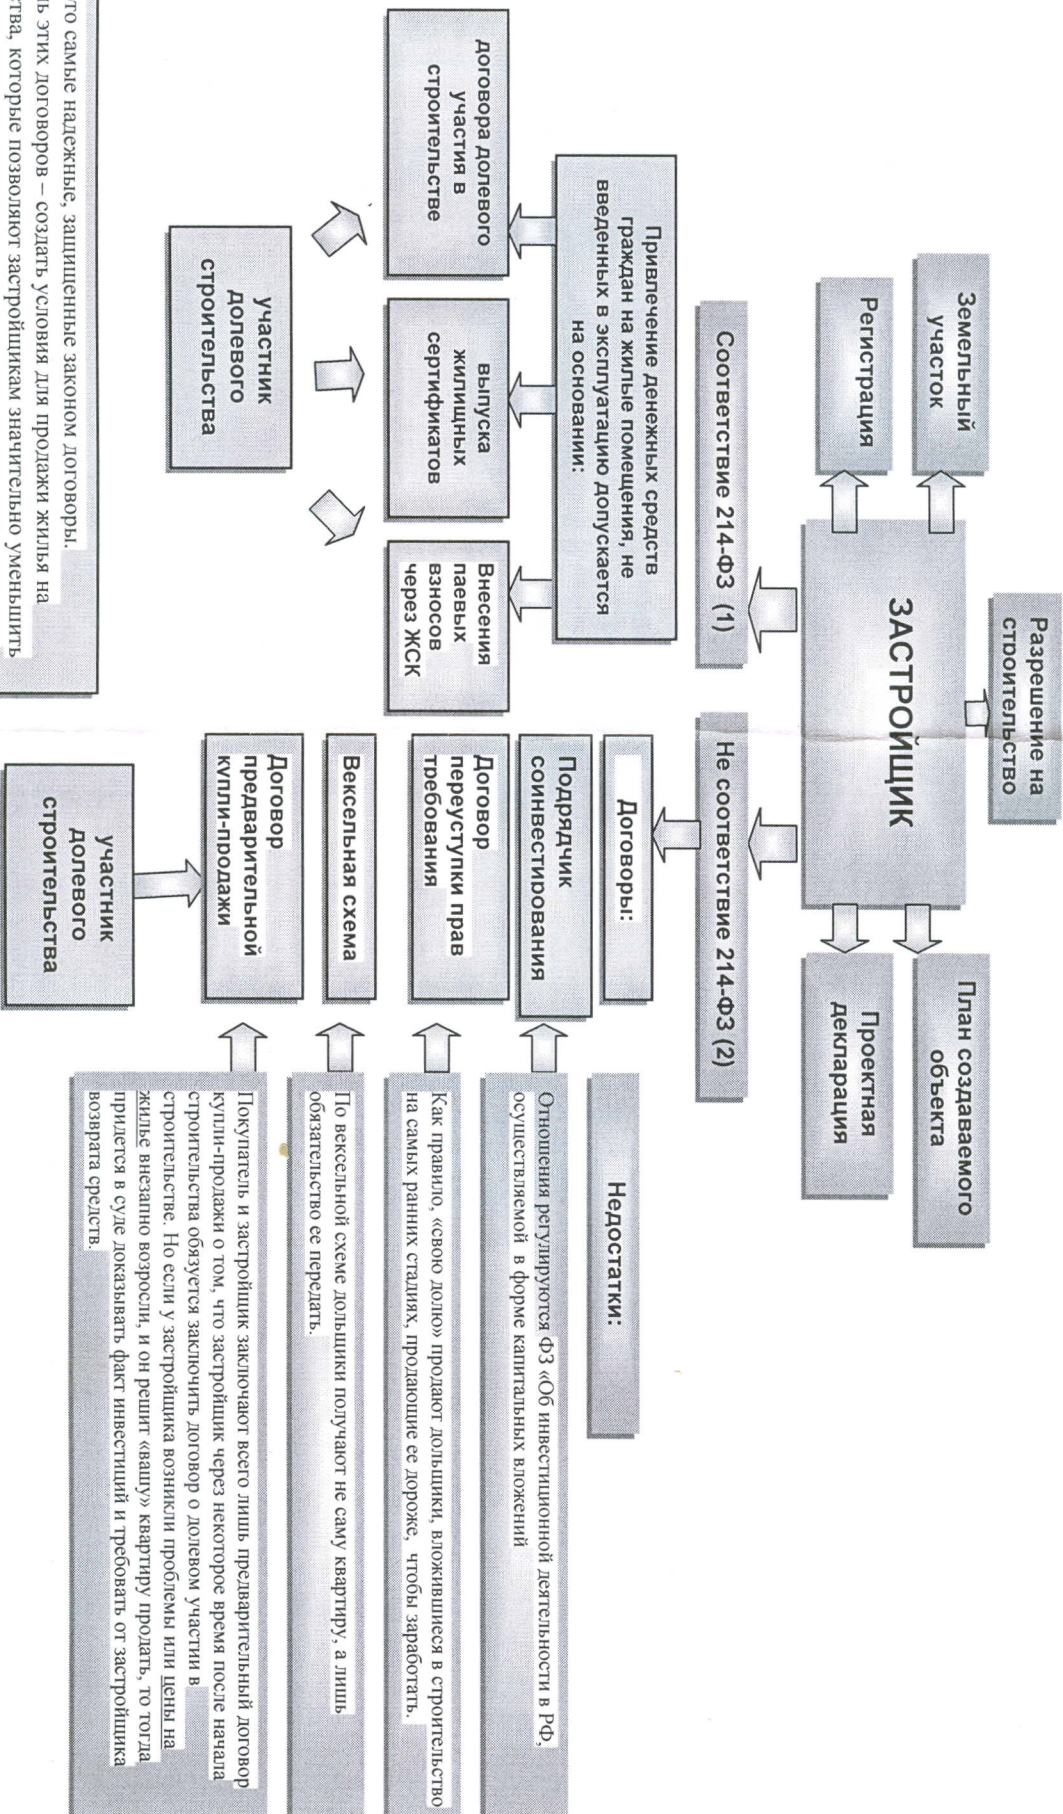 Разрешение на
строительство
Земельный
участок
Регистрация
ЗАСТРОЙЩИК
План создаваемого
объекта
Проектная
декларация
Соответствие 214-ФЗ (1)
Не соответствие 214-ФЗ (2)
Привлечение денежных средств
граждан на жилые помещения, не
введенных в эксплуатацию допускается
на основании:
договора долевого
участия в
строительстве
выпуска
жилищных
сертификатов
Внесения
паевых
взносов
через ЖСК
участник
долевого
строительства
Договоры:
Подрядчик
соинвестирования
Договор
переуступки прав
требования
Вексельная схема
Договор
предварительной
купли-продажи
участник
долевого
строительства
Недостатки:
Отношения регулируются ФЗ «Об инвестиционной деятельности в РФ,
осуществляемой в форме капитальных вложений
Как правило, «свою долю» продают дольщики, вложившиеся в строительство
на самых ранних стадиях, продающие ее дороже, чтобы заработать.
По вексельной схеме дольщики получают не саму квартиру, а лишь
обязательство ее передать.
Покупатель и застройщик заключают всего лишь предварительный договор
купли-продажи о том, что застройщик через некоторое время после начала
строительства обязуется заключить договор о долевом участии в
строительстве. Но если у застройщика возникли проблемы или цены на
жилье внезапно возросли, и он решит «вашу» квартиру продать, то тогда
придется в суде доказывать факт инвестиций и требовать от застройщика
возврата средств.
то самые надежные, защищенные законом договоры.
этих договоров – создать условия для продажи жилья на
которые позволяют застройщикам значительно уменьшить